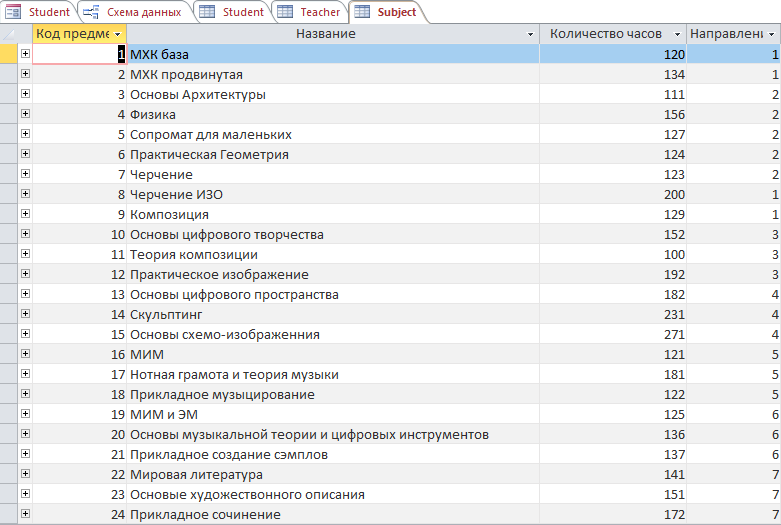 Student Схема данных Student Teacher Subject
Код предме Название Количество часов Направлени
1 МХК база 120 1
2 МХК продвинутая 134 1
3 Основы Архитектуры 111 2
4 Физика 156 2
5 Сопромат для маленьких 127 2
6 Практическая Геометрия 124 2
7 Черчение 123 2
8 Черчение ИЗО 200 1
9 Композиция 129 1
10 Основы цифрового творчества 152 3
11 Теория композиции 100 3
12 Практическое изображение 192 3
13 Основы цифрового пространства 182 4
14 Скульптинг 231 4
15 Основы схемо-изображенния 271 4
16 МИМ 121 5
17 Нотная грамота и теория музыки 181 5
18 Прикладное музыцирование 122 5
19 МИМ и ЭМ 125 6
20 Основы музыкальной теории и цифровых инструментов 136 6
21 Прикладное создание сэмплов 137 6
22 Мировая литература 141 7
23 Основые художественного описания 151 7
24 Прикладное сочинение 172 7